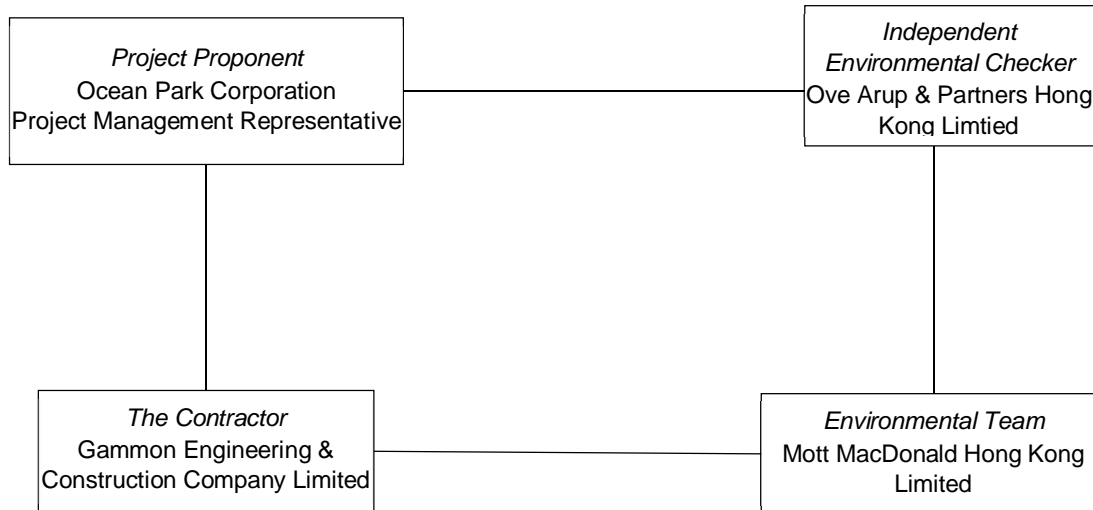 Project Proponent
Ocean Park Corporation
Project Management Representative
Independent
Environmental Checker
Ove Arup & Partners Hong
Kong Limtied
The Contractor
Gammon Engineering &
Construction Company Limited
Environmental Team
Mott MacDonald Hong Kong
Limited